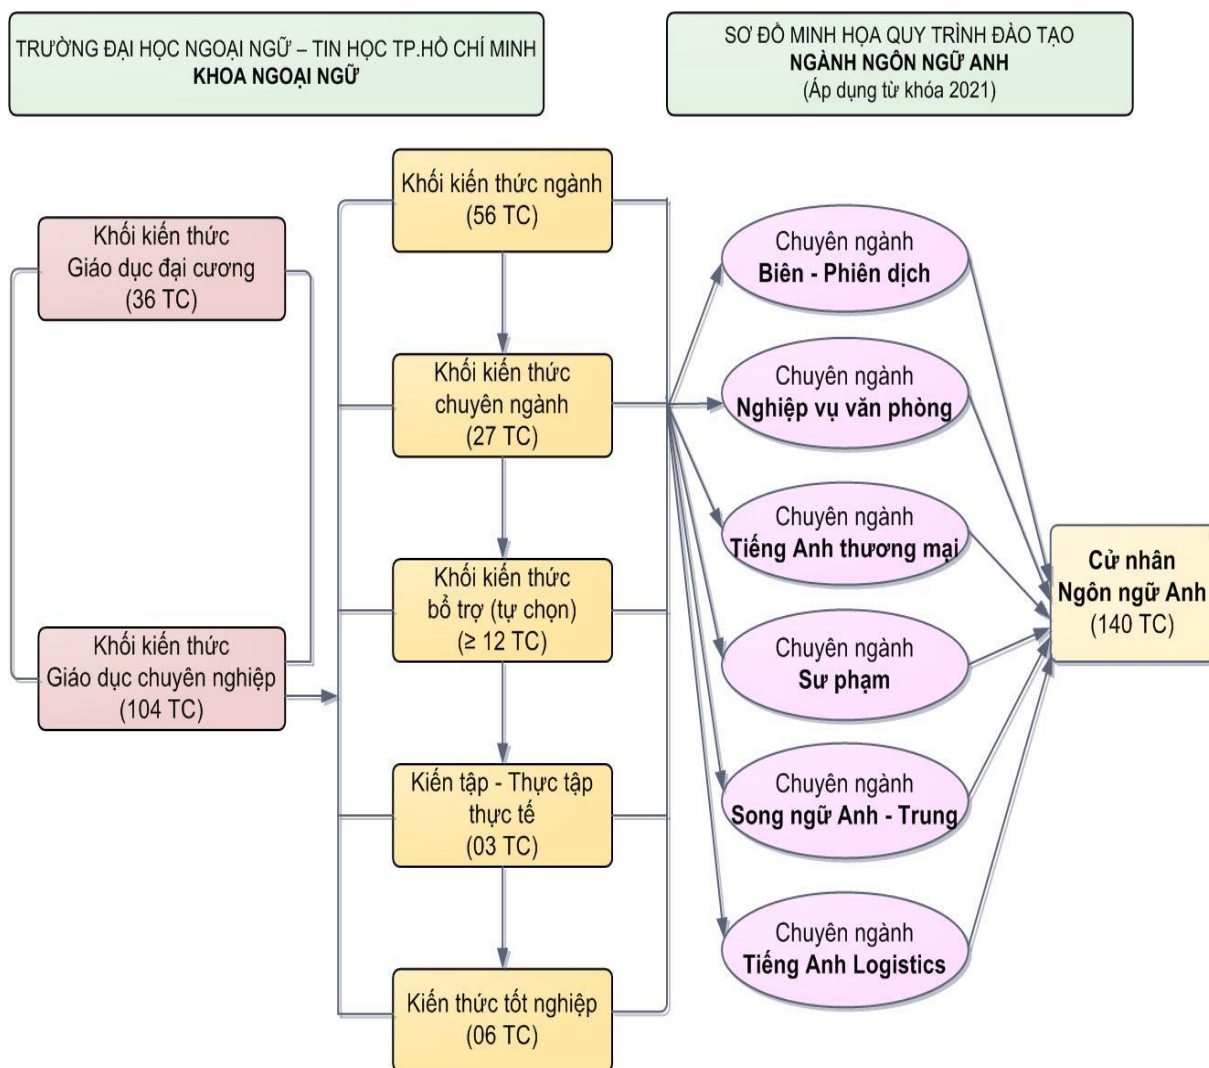 TRƯỜNG ĐẠI HỌC NGOẠI NGỮ – TIN HỌC TP.HỒ CHÍ MINH
KHOA NGOẠI NGỮ
SƠ ĐỒ MINH HỌA QUY TRÌNH ĐÀO TẠO
NGÀNH NGÔN NGỮ ANH
(Áp dụng từ khóa 2021)
Khối kiến thức
Giáo dục đại cương
(36 TC)
Khối kiến thức
Giáo dục chuyên nghiệp
(104 TC)
Khối kiến thức ngành
(56 TC)
Khối kiến thức
chuyên ngành
(27 TC)
Khối kiến thức
bổ trợ (tự chọn)
(≥ 12 TC)
Kiến tập - Thực tập
thực tế
(03 TC)
Kiến thức tốt nghiệp
(06 TC)
Chuyên ngành
Biên - Phiên dịch
Chuyên ngành
Nghiệp vụ văn phòng
Chuyên ngành
Tiếng Anh thương mại
Chuyên ngành
Sư phạm
Chuyên ngành
Song ngữ Anh - Trung
Chuyên ngành
Tiếng Anh Logistics
Cử nhân
Ngôn ngữ Anh
(140 TC)